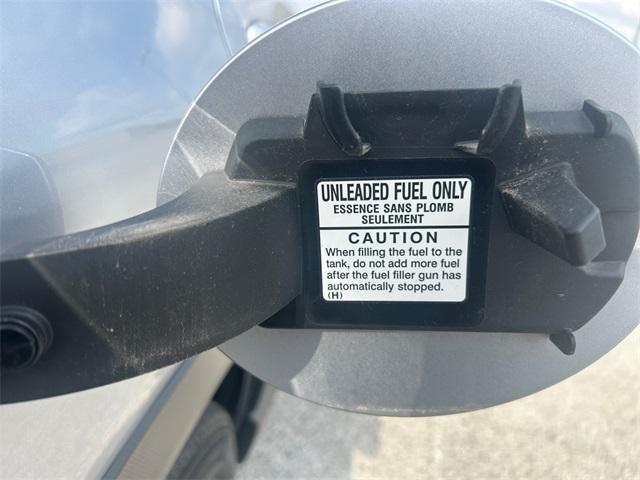 UNLEADED FUEL ONLY
ESSENCE SANS PLOMB
SEULEMENT
CAUTION
When filling the fuel to the
tank, do not add more fuel
after the fuel filler gun has
automatically stopped.
(H)